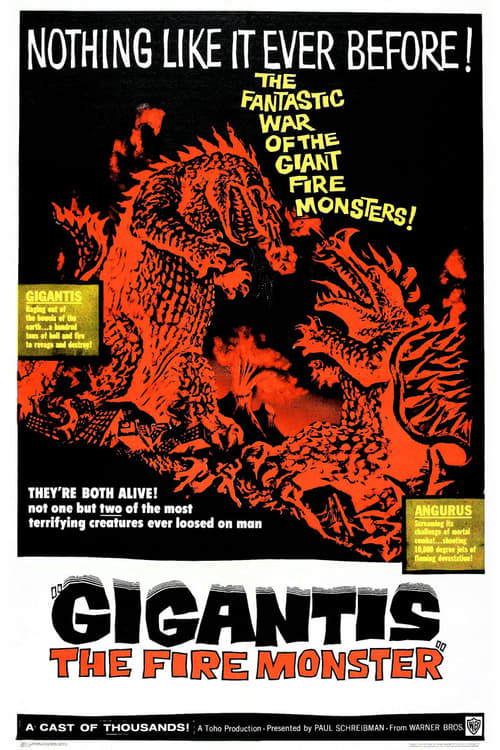 NOTHING LIKE IT EVER BEFORE!
THE
FANTASTIC
WAR
OF THE
GIANT
FIRE
MONSTERS!
GIGANTIS
Raging out of
the bowels of the
earth...a hundred
tons of hell and fire
to ravage and destroy!
THEY'RE BOTH ALIVE!
not one but two of the most
terrifying creatures ever loosed on man
ANGURUS
Screaming its
challenge of mortal
combat...shooting
10,000 degree jets of
flaming devastation!
"GIGANTIS"
THE FIRE MONSTER
A CAST OF THOUSANDS! A Toho Production - Presented by PAUL SCHREIBMAN - From WARNER BROS.
WB